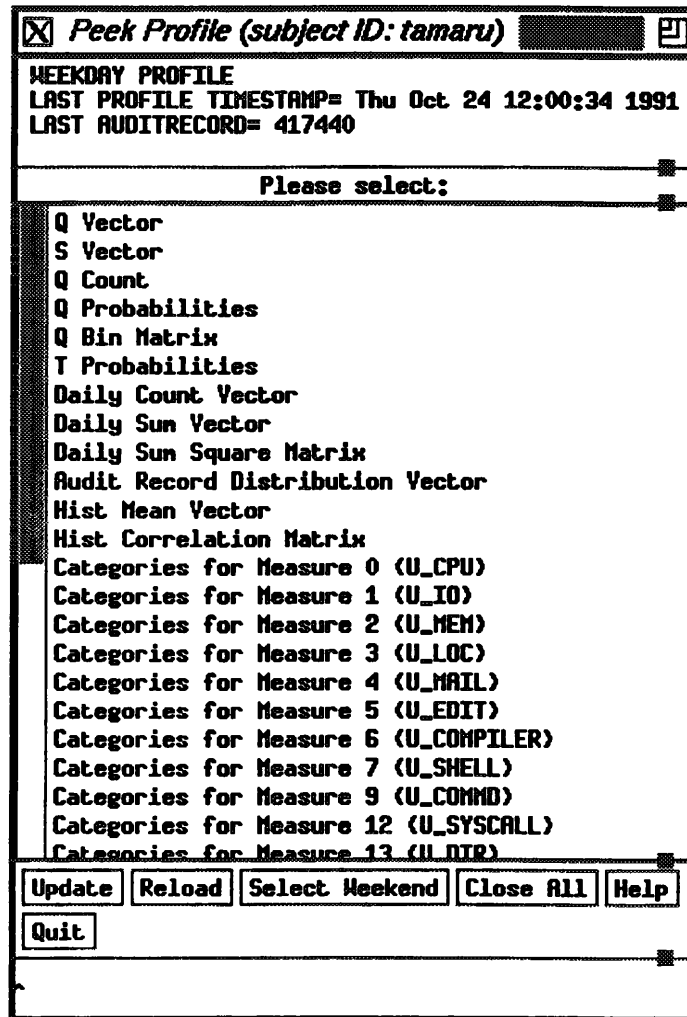 Peek Profile (subject ID: tamaru)
WEEKDAY PROFILE
LAST PROFILE TIMESTAMP= Thu Oct 24 12:00:34 1991
LAST AUDITRECORD= 417440
Please select:
Q Vector
S Vector
Q Count
Q Probabilities
Q Bin Matrix
T Probabilities
Daily Count Vector
Daily Sum Vector
Daily Sum Square Matrix
Audit Record Distribution Vector
Hist Mean Vector
Hist Correlation Matrix
Categories for Measure 0 (U_CPU)
Categories for Measure 1 (U_IO)
Categories for Measure 2 (U_MEM)
Categories for Measure 3 (U_LOC)
Categories for Measure 4 (U_MAIL)
Categories for Measure 5 (U_EDIT)
Categories for Measure 6 (U_COMPILER)
Categories for Measure 7 (U_SHELL)
Categories for Measure 9 (U_COMMD)
Categories for Measure 12 (U_SYSCALL)
Categories for Measure 13 (U_DIR)
Update Reload Select Weekend Close All Help
Quit
^